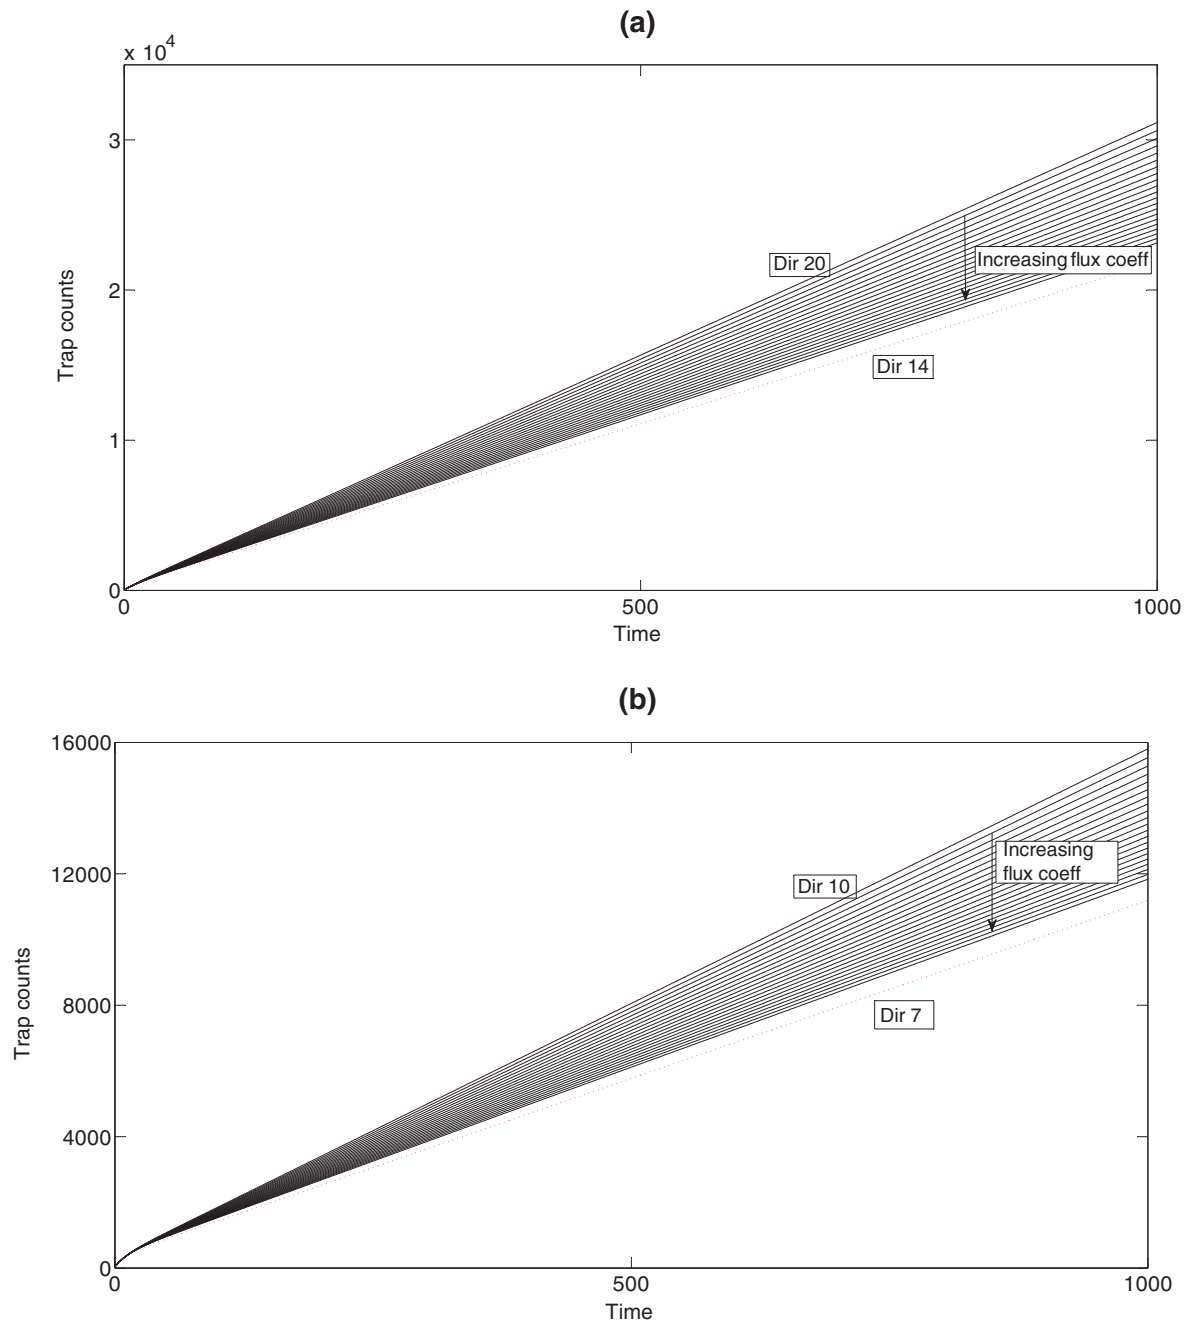 (a)
x 10^4
3
Dir 20
Increasing flux coeff
2
Trap counts
Dir 14
1
0
0 500 1000
Time
(b)
16000
Increasing
flux coeff
12000
Dir 10
Trap counts
8000
Dir 7
4000
0
0 500 1000
Time